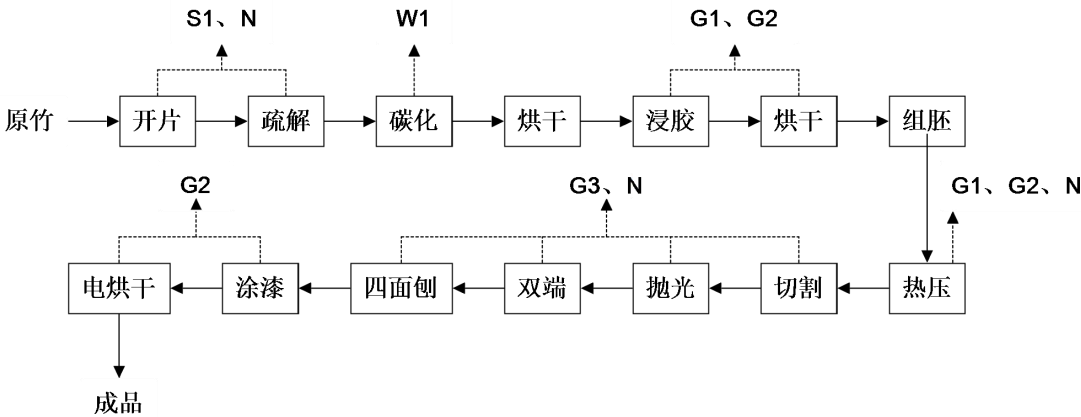 S1、N
W1
G1、G2
原竹
开片
疏解
碳化
烘干
浸胶
烘干
组胚
G2
G3、N
G1、G2、N
电烘干
涂漆
四面刨
双端
抛光
切割
热压
成品